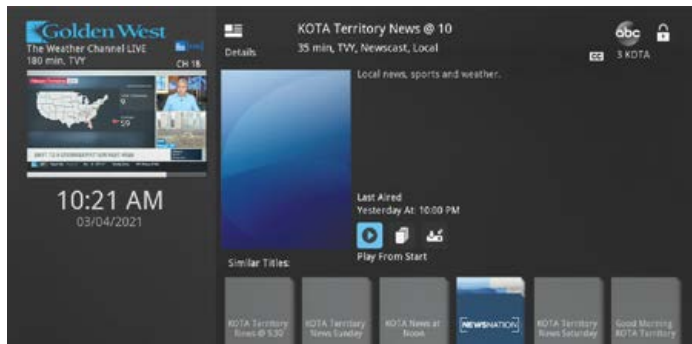 Golden West
The Weather Channel LIVE
180 min, TVY
CH 18
9
59
10:21 AM
03/04/2021
Details
KOTA Territory News @ 10
35 min, TVY, Newscast, Local
abc
CC
3 KOTA
Local news, sports and weather.
Last Aired
Yesterday At: 10:00 PM
Play From Start
Similar Titles:
KOTA Territory
News @ 5:30
KOTA Territory
News Sunday
KOTA News at
Noon
NEWSNATION
KOTA Territory
News Saturday
Good Morning
KOTA Territory